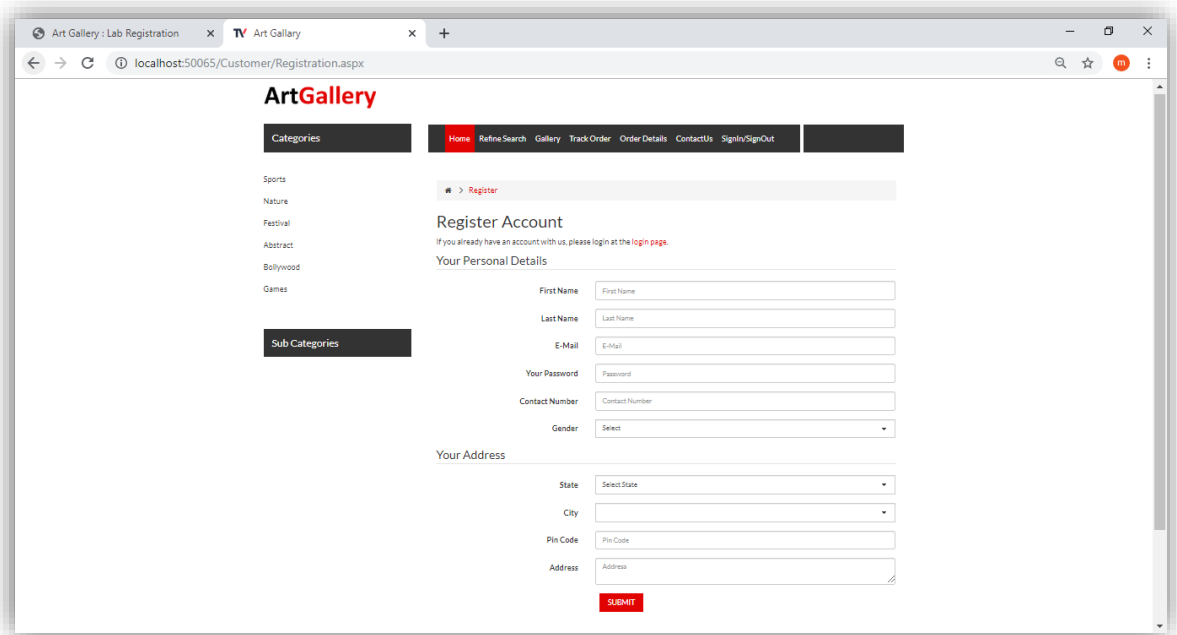 Art Gallery : Lab Registration
Art Gallary
localhost:50065/Customer/Registration.aspx
m
ArtGallery
Categories
Home Refine Search Gallery Track Order Order Details ContactUs SignIn/SignOut
Sports
Nature
Festival
Abstract
Bollywood
Games
Sub Categories
> Register
Register Account
If you already have an account with us, please login at the login page.
Your Personal Details
First Name First Name
Last Name Last Name
E-Mail E-Mail
Your Password Password
Contact Number Contact Number
Gender Select
Your Address
State Select State
City
Pin Code Pin Code
Address Address
SUBMIT